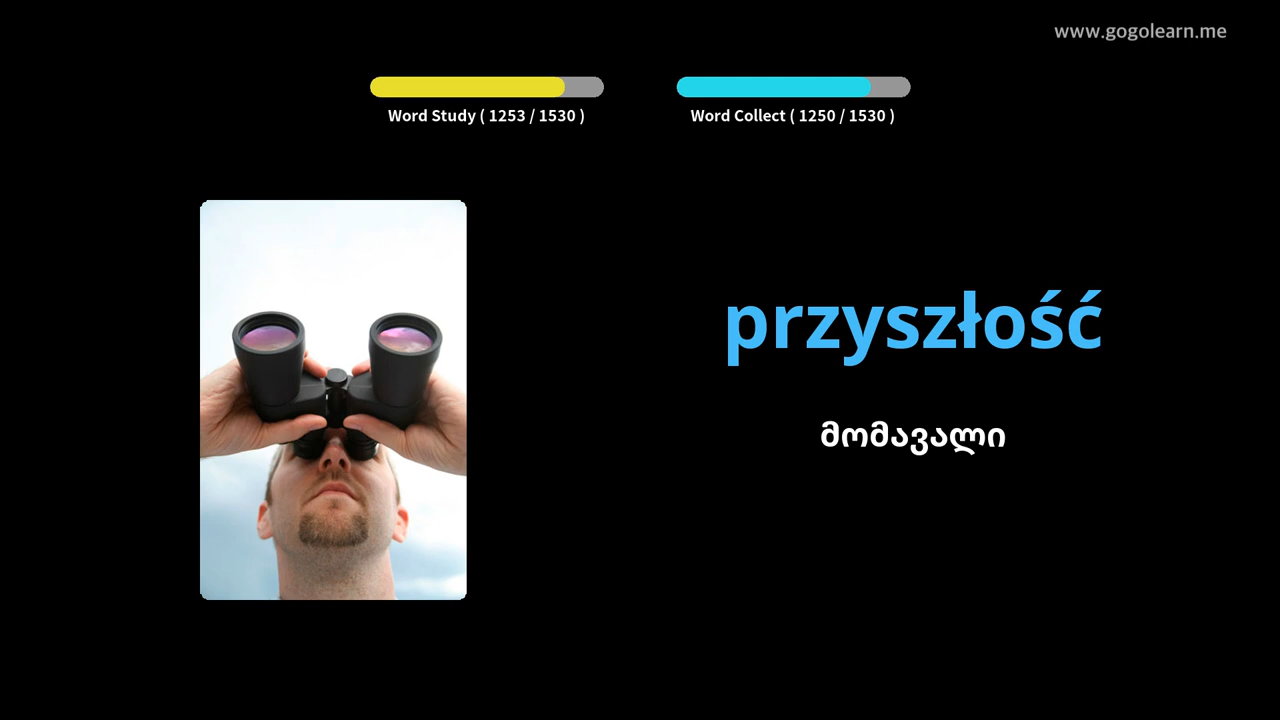 www.gogolearn.me
Word Study ( 1253 / 1530 )
Word Collect ( 1250 / 1530 )
przyszłość
მომავალი